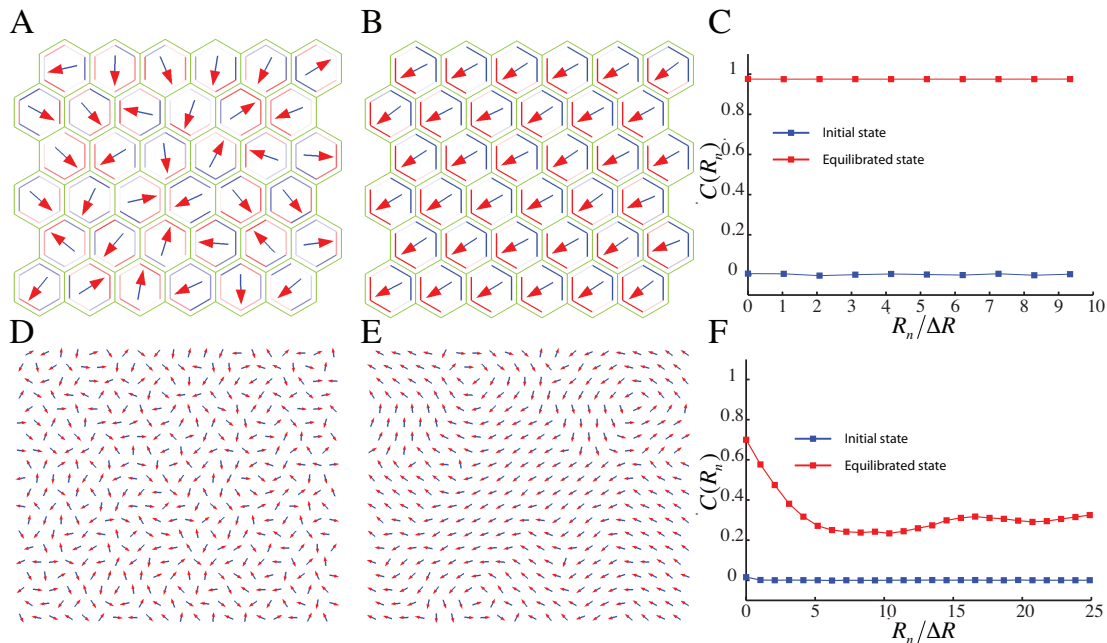 A
B
C
1
0.8
0.6
0.4
0.2
0
C(Rₙ)
Initial state
Equilibrated state
0 1 2 3 4 5 6 7 8 9 10
Rₙ/ΔR
D
E
F
1
0.8
0.6
0.4
0.2
0
C(Rₙ)
Initial state
Equilibrated state
0 5 10 15 20 25
Rₙ/ΔR